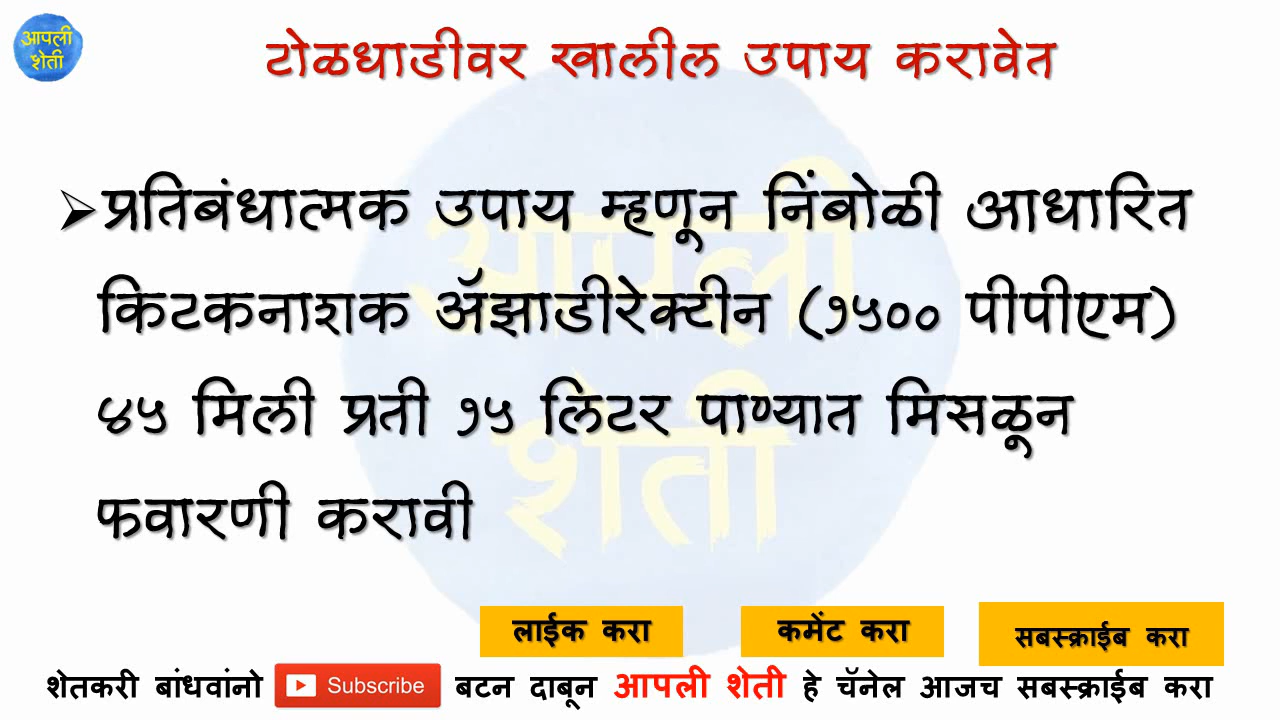 आपली
शेती
टोळधाडीवर खालील उपाय करावेत
➢प्रतिबंधात्मक उपाय म्हणून निंबोळी आधारित
किटकनाशक ॲझाडीरेक्टीन (१५०० पीपीएम)
४५ मिली प्रती १५ लिटर पाण्यात मिसळून
फवारणी करावी
आपली
शेती
लाईक करा
कमेंट करा
सबस्क्राईब करा
शेतकरी बांधवांनो Subscribe बटन दाबून आपली शेती हे चॅनेल आजच सबस्क्राईब करा